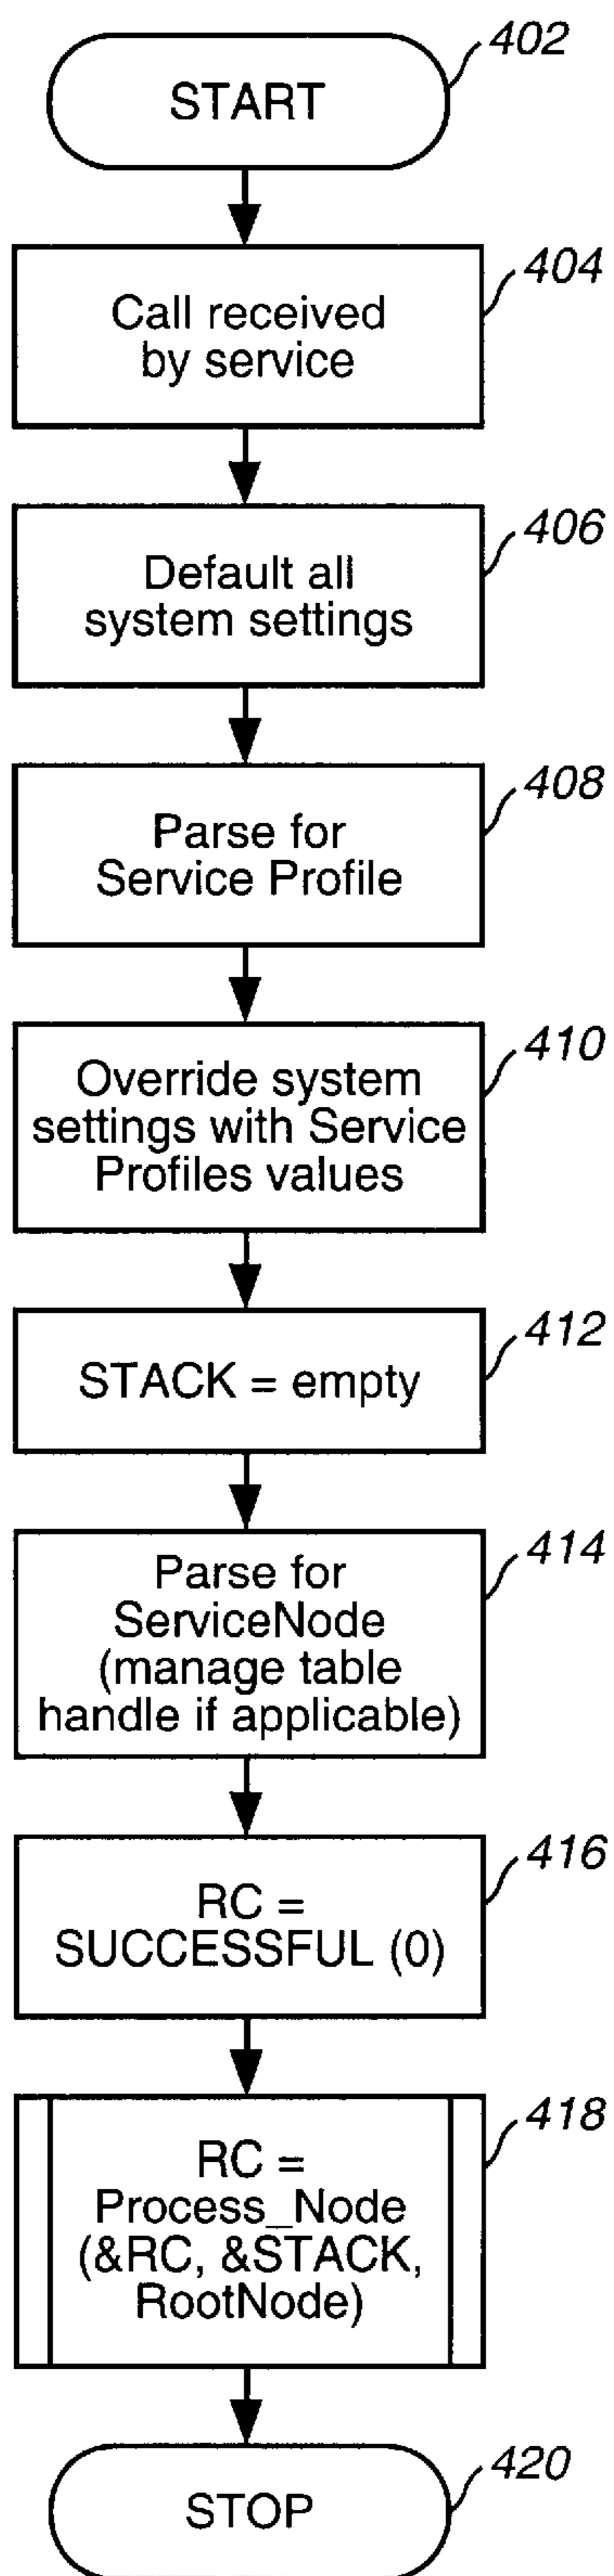 402
START
404
Call received
by service
406
Default all
system settings
408
Parse for
Service Profile
410
Override system
settings with Service
Profiles values
412
STACK = empty
414
Parse for
ServiceNode
(manage table
handle if applicable)
416
RC =
SUCCESSFUL (0)
418
RC =
Process_Node
(&RC, &STACK,
RootNode)
420
STOP